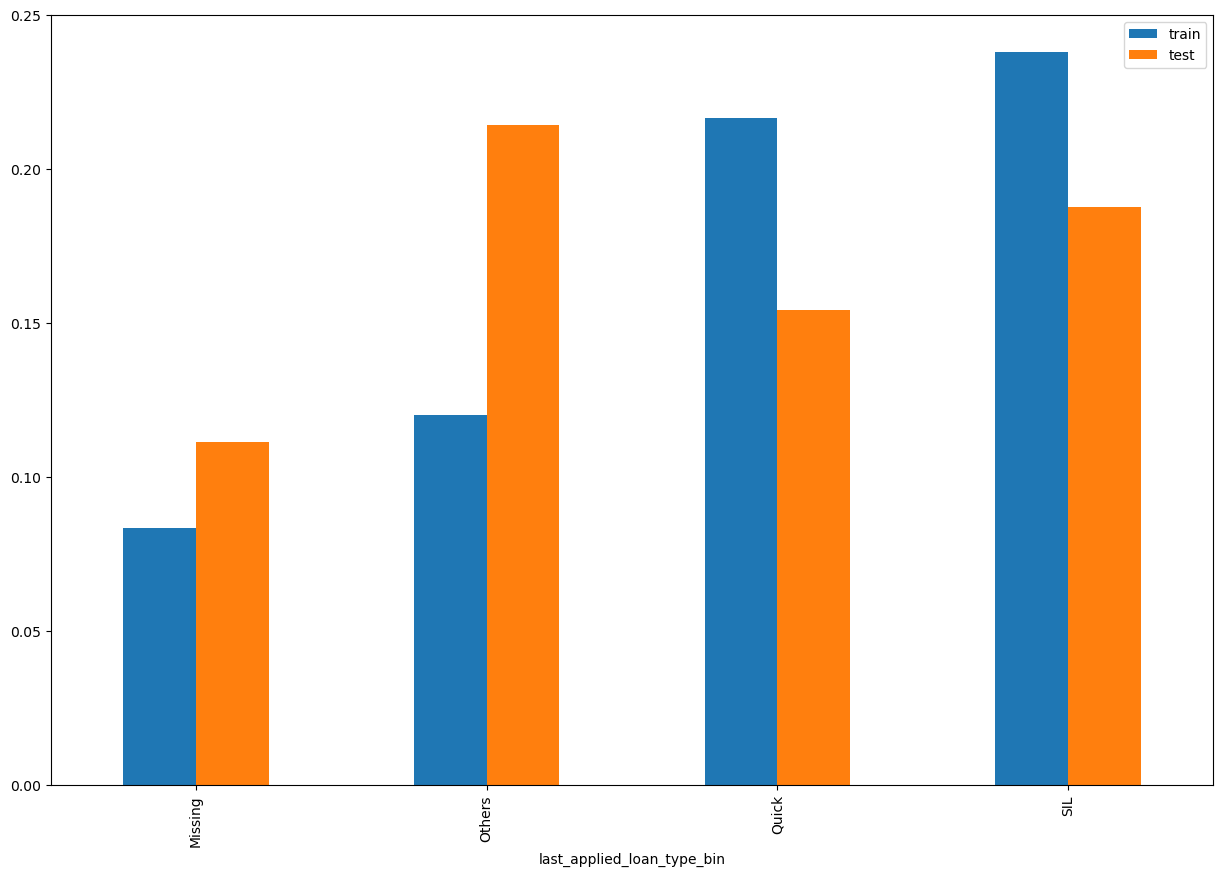 0.25
0.20
0.15
0.10
0.05
0.00
train
test
Missing
Others
Quick
SIL
last_applied_loan_type_bin